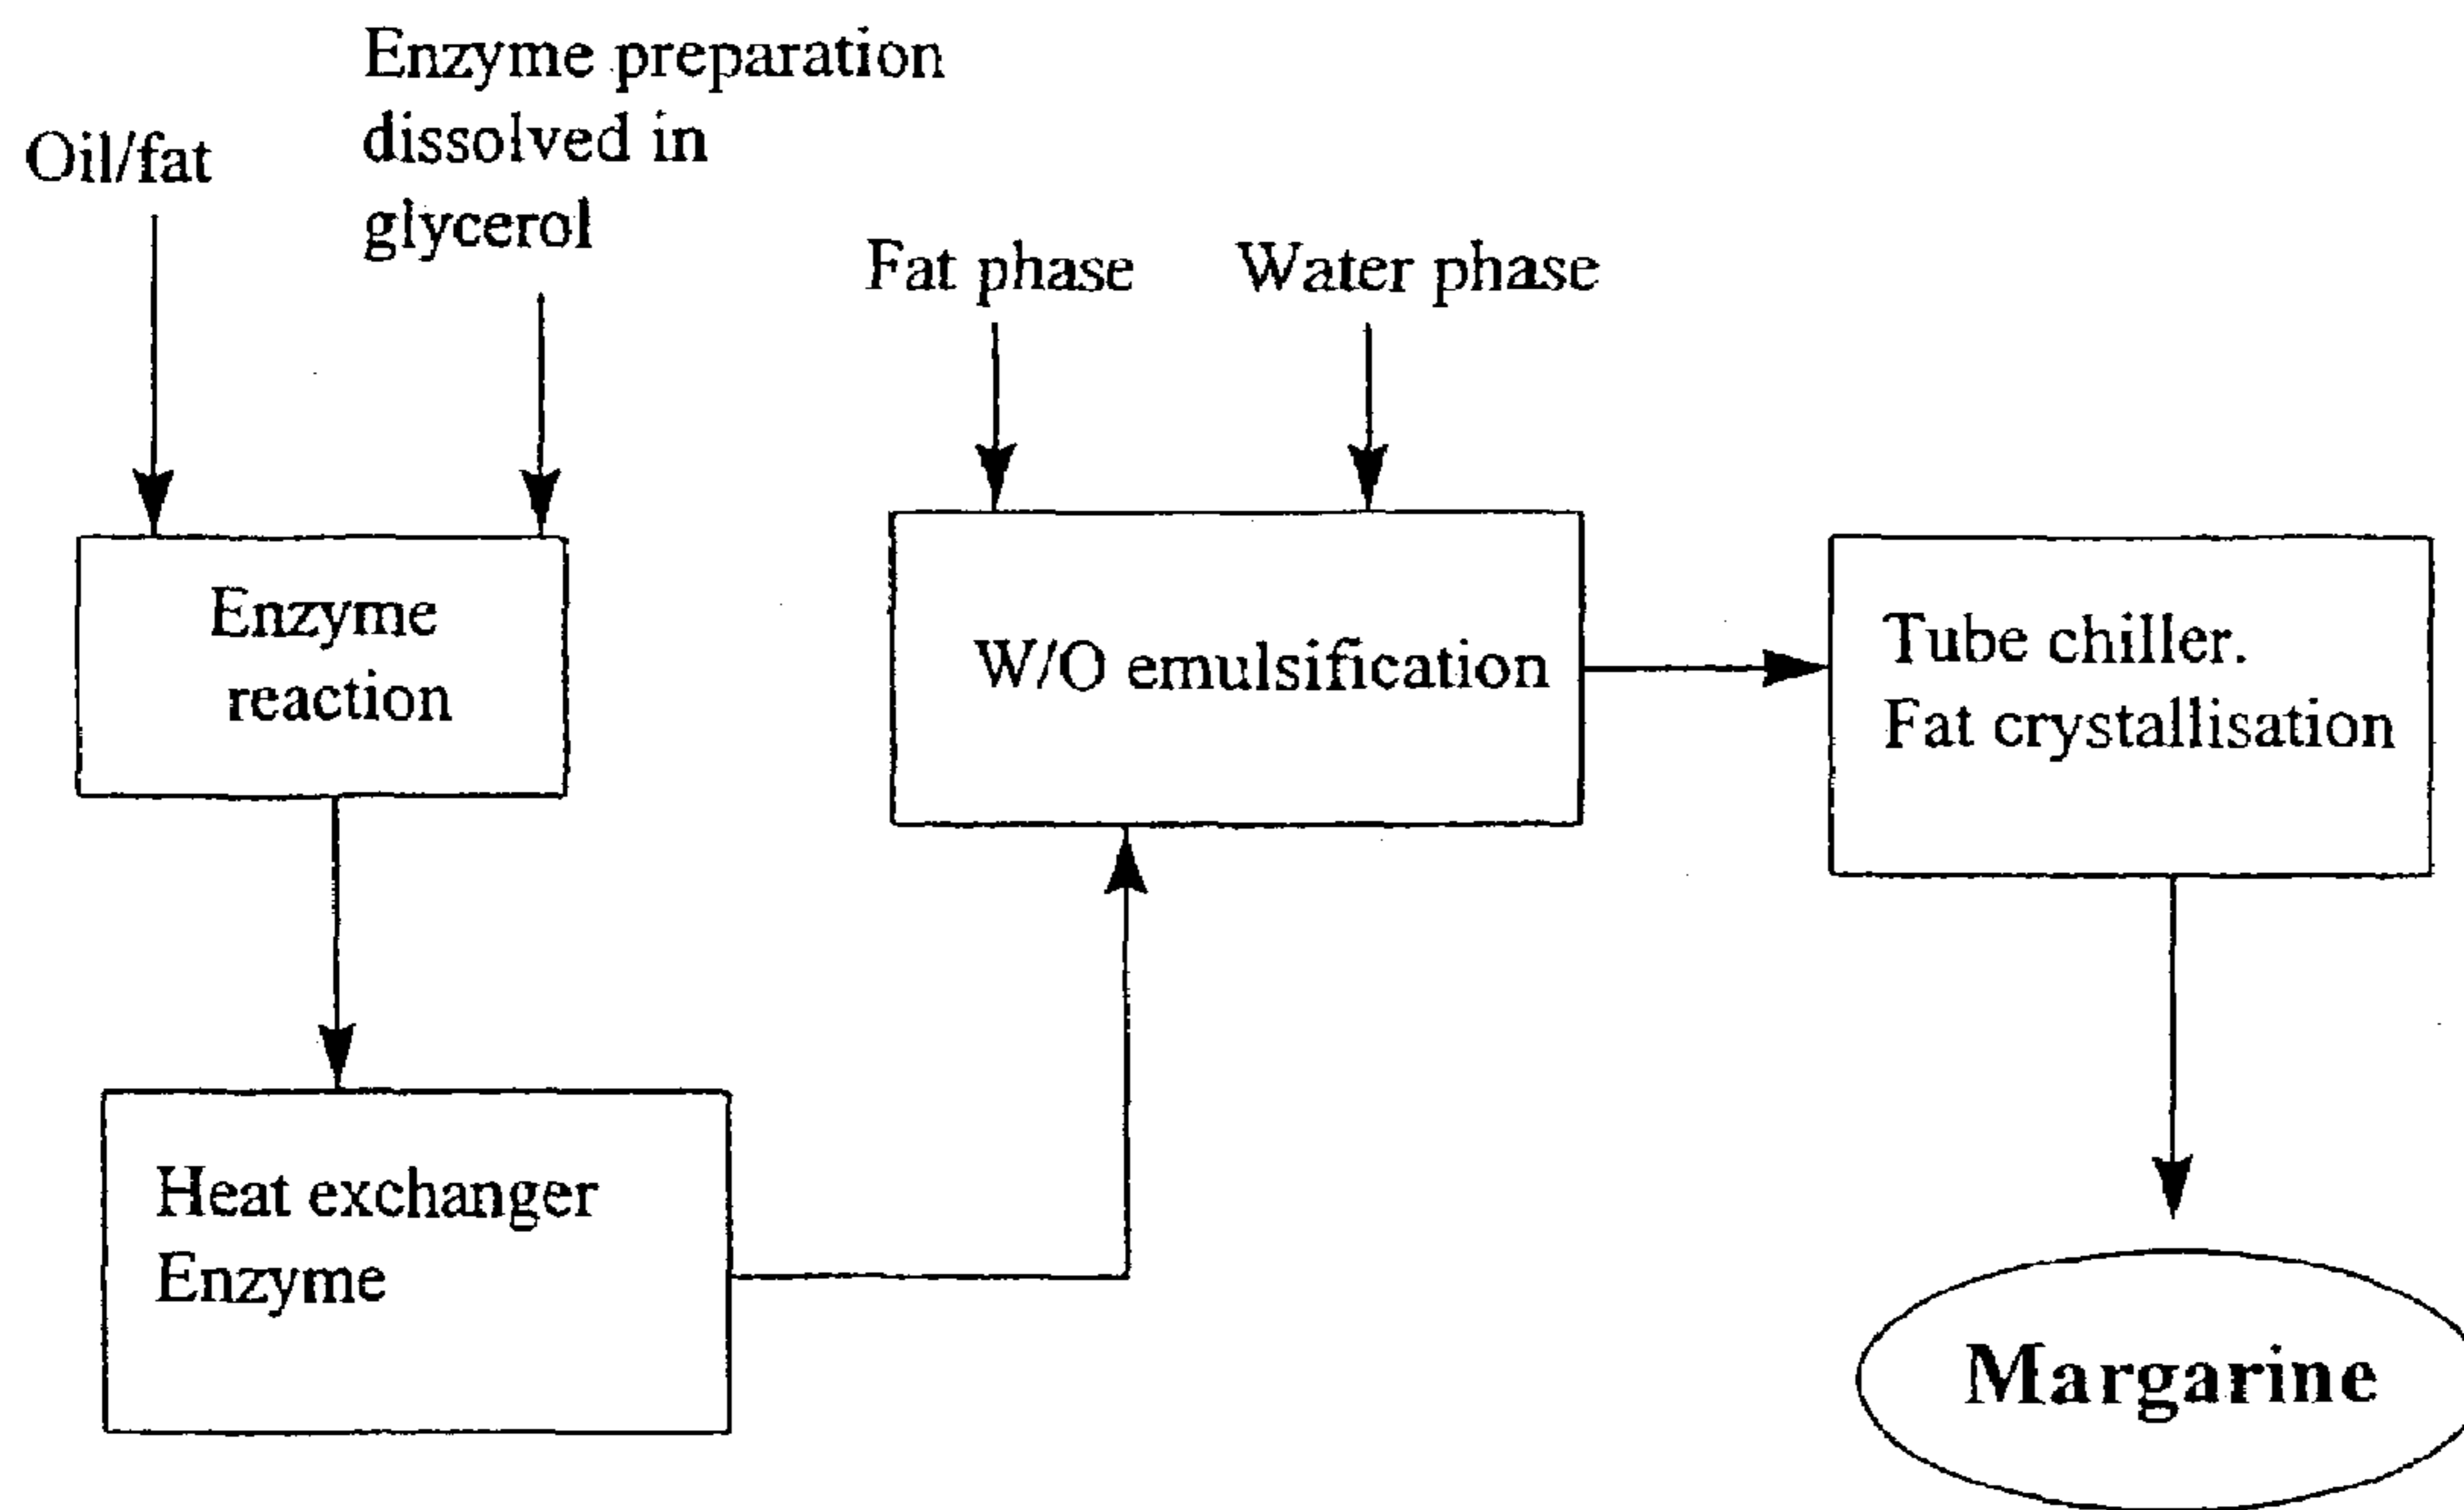 Oil/fat
Enzyme preparation
dissolved in
glycerol
Fat phase
Water phase
Enzyme
reaction
W/O emulsification
Tube chiller.
Fat crystallisation
Heat exchanger
Enzyme
Margarine